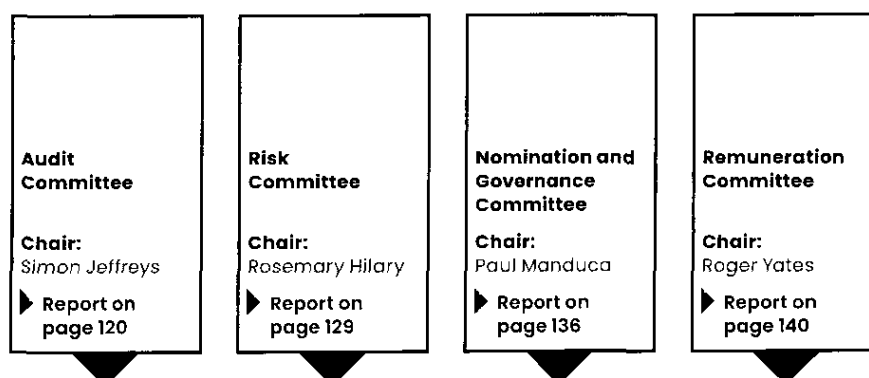 Audit
Committee
Chair:
Simon Jeffreys
Report on
page 120
Risk
Committee
Chair:
Rosemary Hilary
Report on
page 129
Nomination and
Governance
Committee
Chair:
Paul Manduca
Report on
page 136
Remuneration
Committee
Chair:
Roger Yates
Report on
page 140